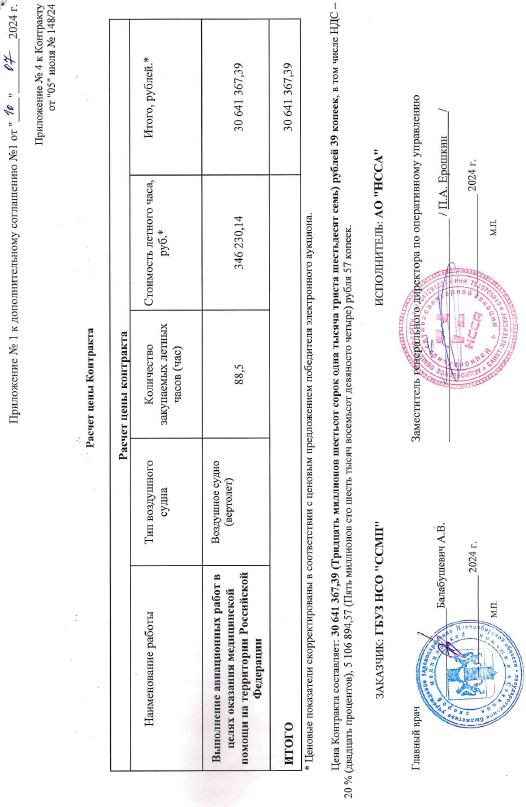 Приложение № 1 к дополнительному соглашению №1 от " 10 " 07 2024 г.
Приложение № 4 к Контракту
от "05" июля № 148/24
Расчет цены Контракта
Расчет цены контракта
Наименование работы
Тип воздушного судна
Количество закупаемых летных часов (час)
Стоимость летного часа, руб.*
Итого, рублей.*
Выполнение авиационных работ в целях оказания медицинской помощи на территории Российской Федерации
Воздушное судно (вертолет)
88,5
346 230,14
30 641 367,39
ИТОГО
30 641 367,39
* Ценовые показатели скорректированы в соответствии с ценовым предложением победителя электронного аукциона.
Цена Контракта составляет: 30 641 367,39 (Тридцать миллионов шестьсот сорок одна тысяча триста шестьдесят семь) рублей 39 копеек, в том числе НДС –
20 % (двадцать процентов), 5 106 894,57 (Пять миллионов сто шесть тысяч восемьсот девяносто четыре) рубля 57 копеек.
ЗАКАЗЧИК: ГБУЗ НСО "ССМП"
Главный врач
Балабушевич А.В.
2024 г.
М.П.
ИСПОЛНИТЕЛЬ: АО "НССА"
Заместитель генерального директора по оперативному управлению
/ П.А. Ерошкин /
2024 г.
М.П.
НССА